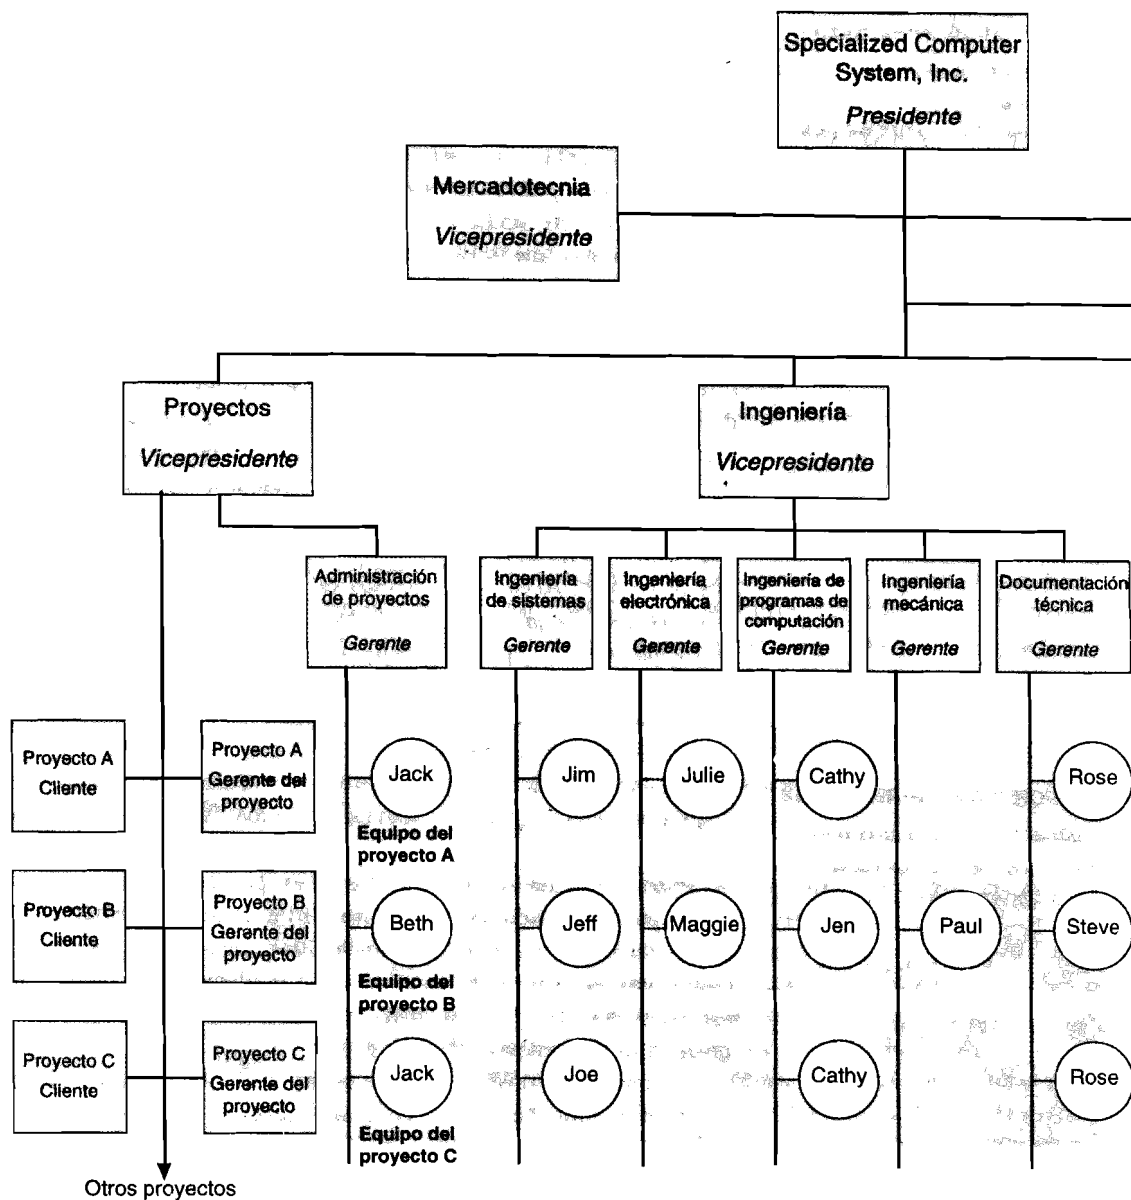 Specialized Computer
System, Inc.
Presidente
Mercadotecnia
Vicepresidente
Proyectos
Vicepresidente
Ingeniería
Vicepresidente
Administración
de proyectos
Gerente
Ingeniería
de sistemas
Gerente
Ingeniería
electrónica
Gerente
Ingeniería de
programas de
computación
Gerente
Ingeniería
mecánica
Gerente
Documentación
técnica
Gerente
Proyecto A
Cliente
Proyecto A
Gerente del
proyecto
Jack
Jim
Julie
Cathy
Rose
Equipo del
proyecto A
Proyecto B
Cliente
Proyecto B
Gerente del
proyecto
Beth
Jeff
Maggie
Jen
Paul
Steve
Equipo del
proyecto B
Proyecto C
Cliente
Proyecto C
Gerente del
proyecto
Jack
Joe
Cathy
Rose
Equipo del
proyecto C
Otros proyectos